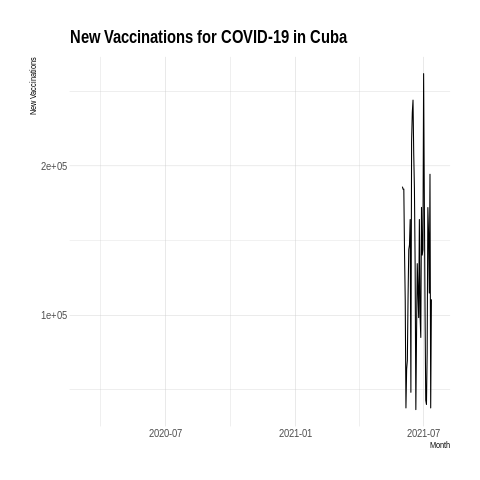 New Vaccinations for COVID-19 in Cuba
New Vaccinations
2e+05
1e+05
2020-07
2021-01
2021-07
Month